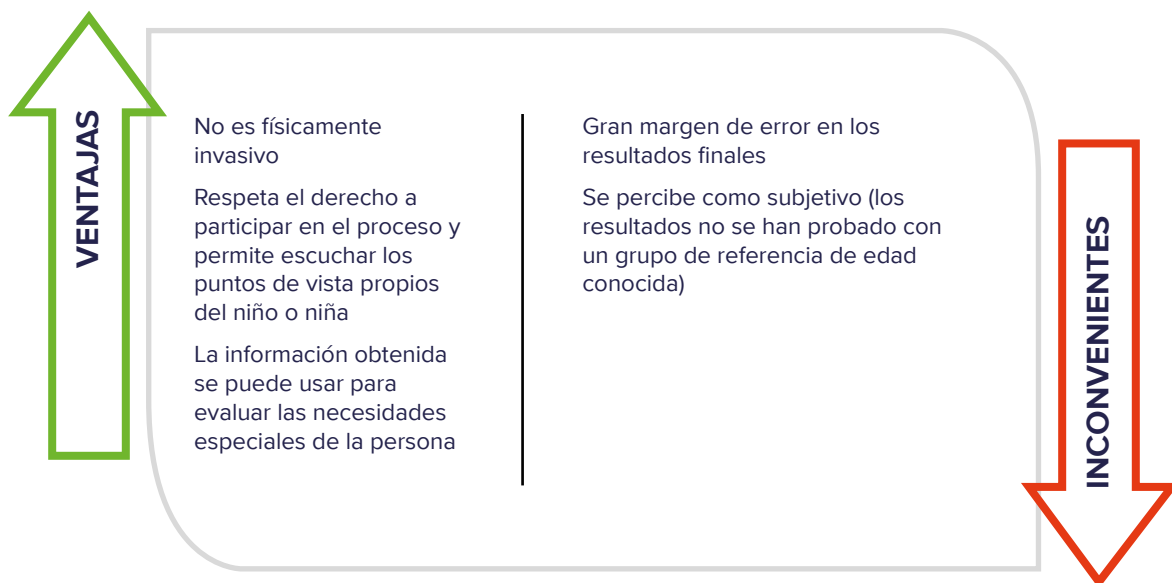 VENTAJAS
No es físicamente
invasivo
Respeta el derecho a
participar en el proceso y
permite escuchar los
puntos de vista propios
del niño o niña
La información obtenida
se puede usar para
evaluar las necesidades
especiales de la persona
Gran margen de error en los
resultados finales
Se percibe como subjetivo (los
resultados no se han probado con
un grupo de referencia de edad
conocida)
INCONVENIENTES